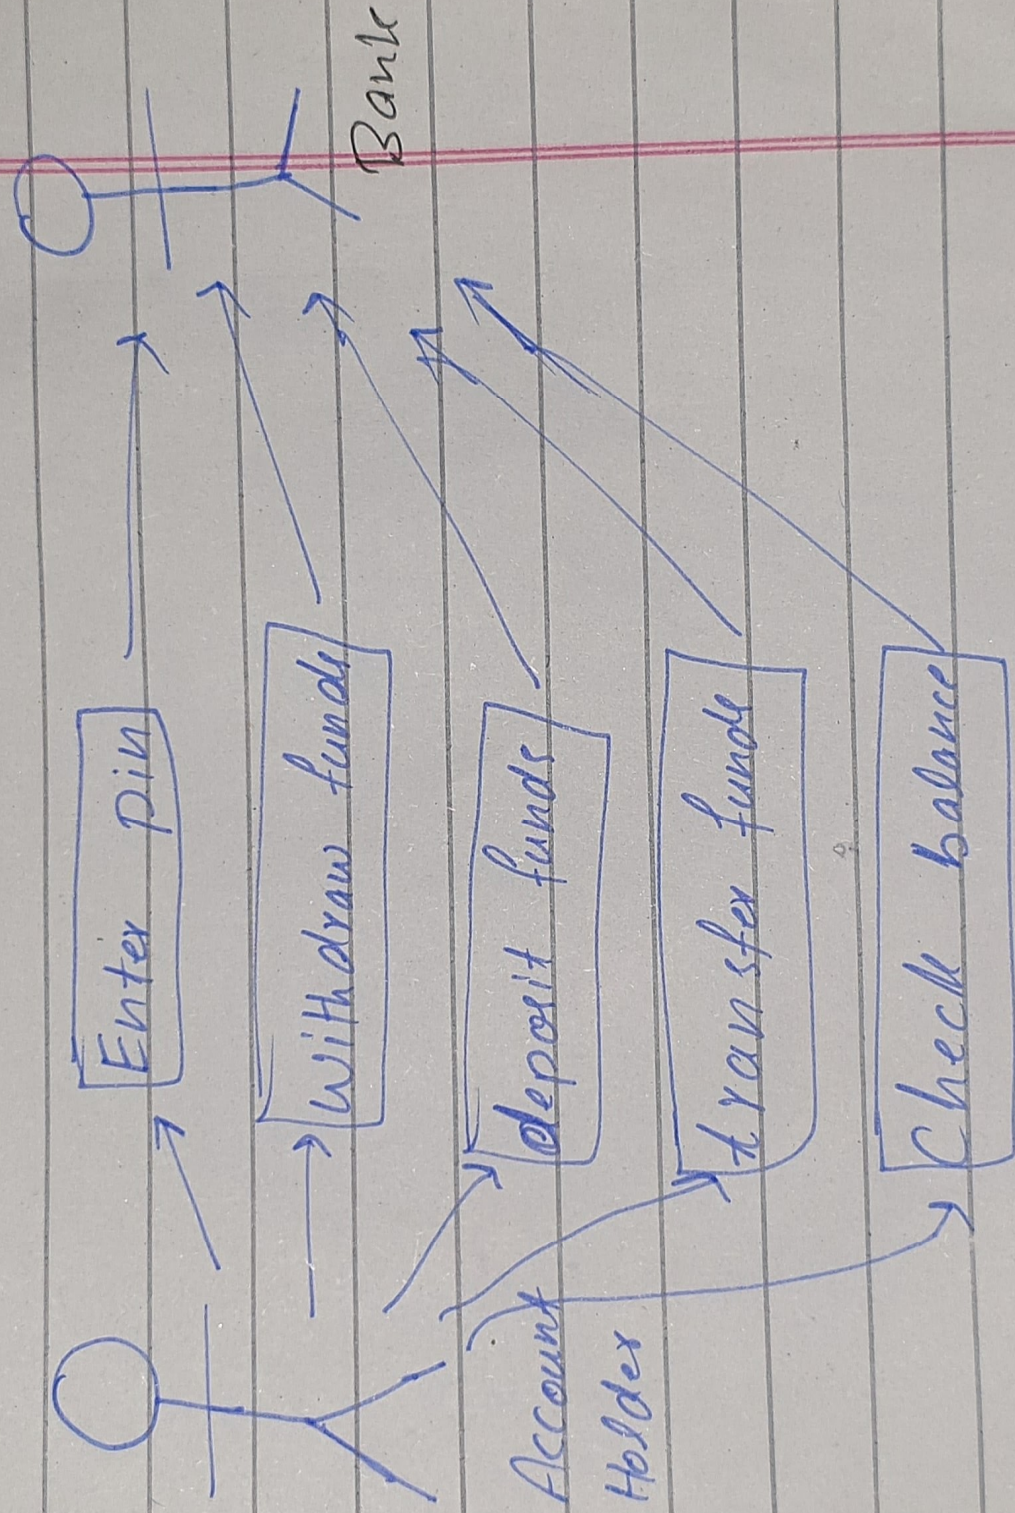 Enter pin
Withdraw funds
deposit funds
transfer funds
Check balance
Account
Holder
Bank